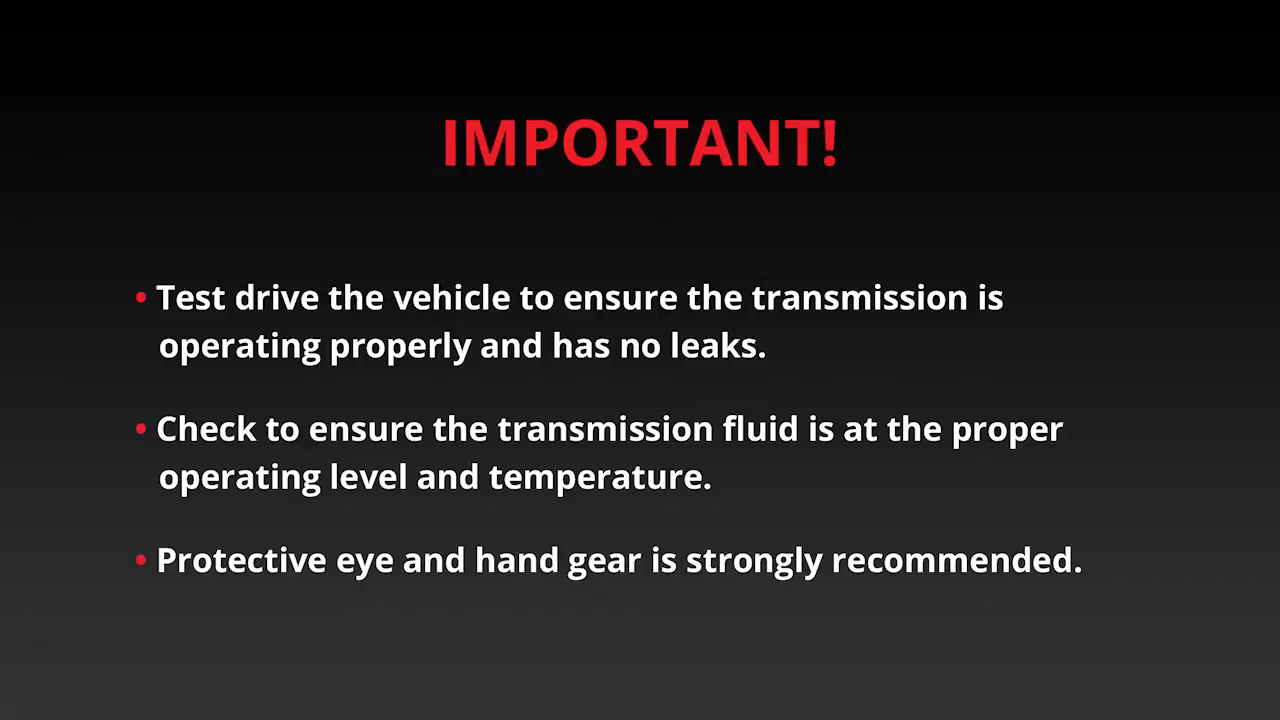 IMPORTANT!
• Test drive the vehicle to ensure the transmission is
operating properly and has no leaks.
• Check to ensure the transmission fluid is at the proper
operating level and temperature.
• Protective eye and hand gear is strongly recommended.